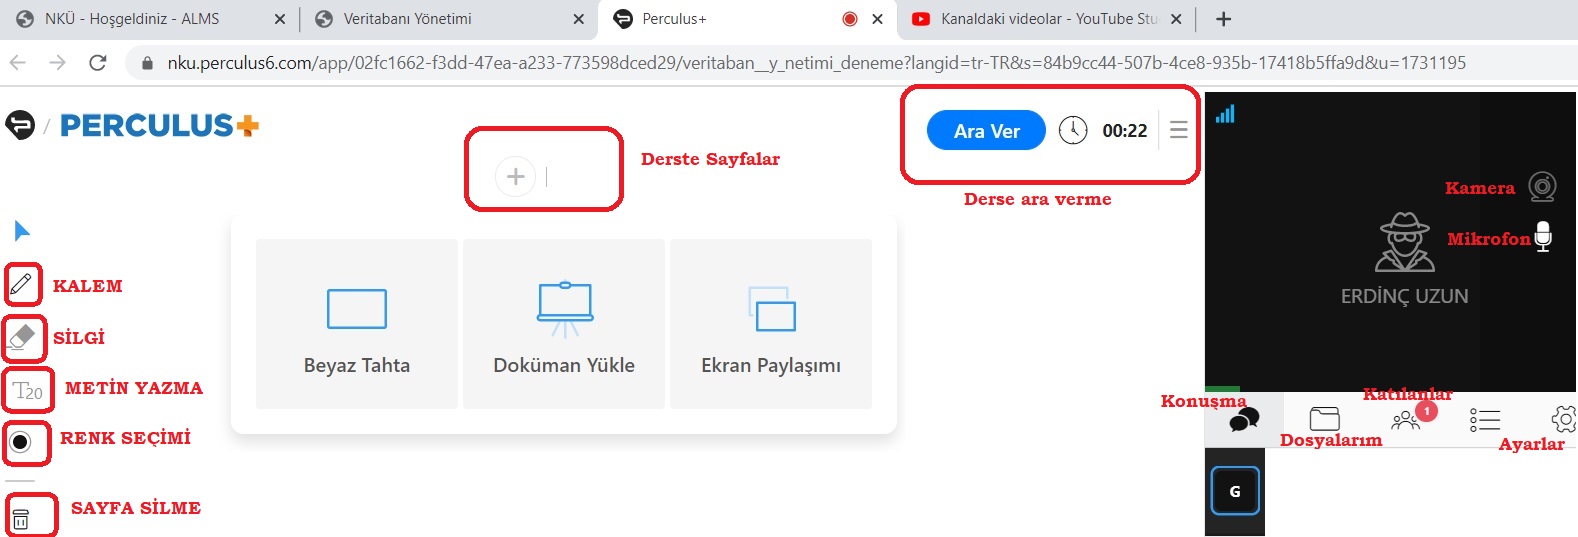 NKÜ - Hoşgeldiniz - ALMS
Veritabanı Yönetimi
Perculus+
Kanaldaki videolar - YouTube Stu
nku.perculus6.com/app/02fc1662-f3dd-47ea-a233-773598dced29/veritaban__y_netimi_deneme?langid=tr-TR&s=84b9cc44-507b-4ce8-935b-17418b5ffa9d&u=1731195
/ PERCULUS+
Derste Sayfalar
Ara Ver
00:22
Derse ara verme
Kamera
Mikrofon
ERDİNÇ UZUN
KALEM
SİLGİ
T20
METİN YAZMA
RENK SEÇİMİ
SAYFA SİLME
Beyaz Tahta
Doküman Yükle
Ekran Paylaşımı
Konuşma
Katılanlar
1
Dosyalarım
Ayarlar
G